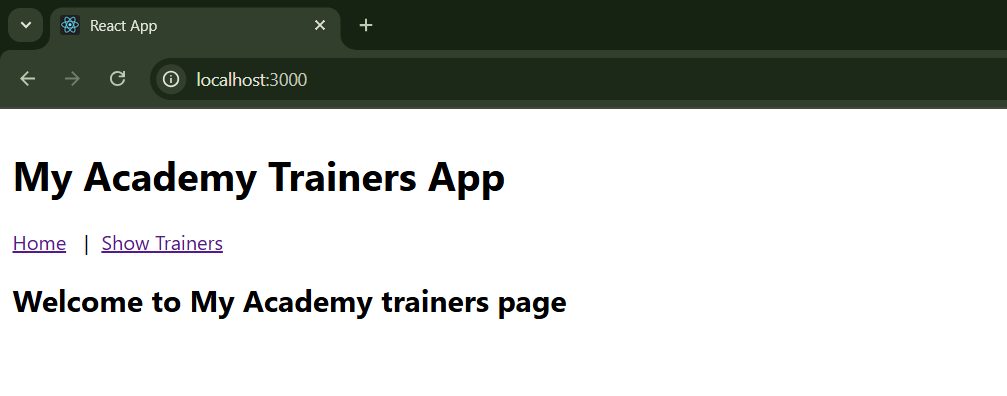 React App
localhost:3000
My Academy Trainers App
Home | Show Trainers
Welcome to My Academy trainers page